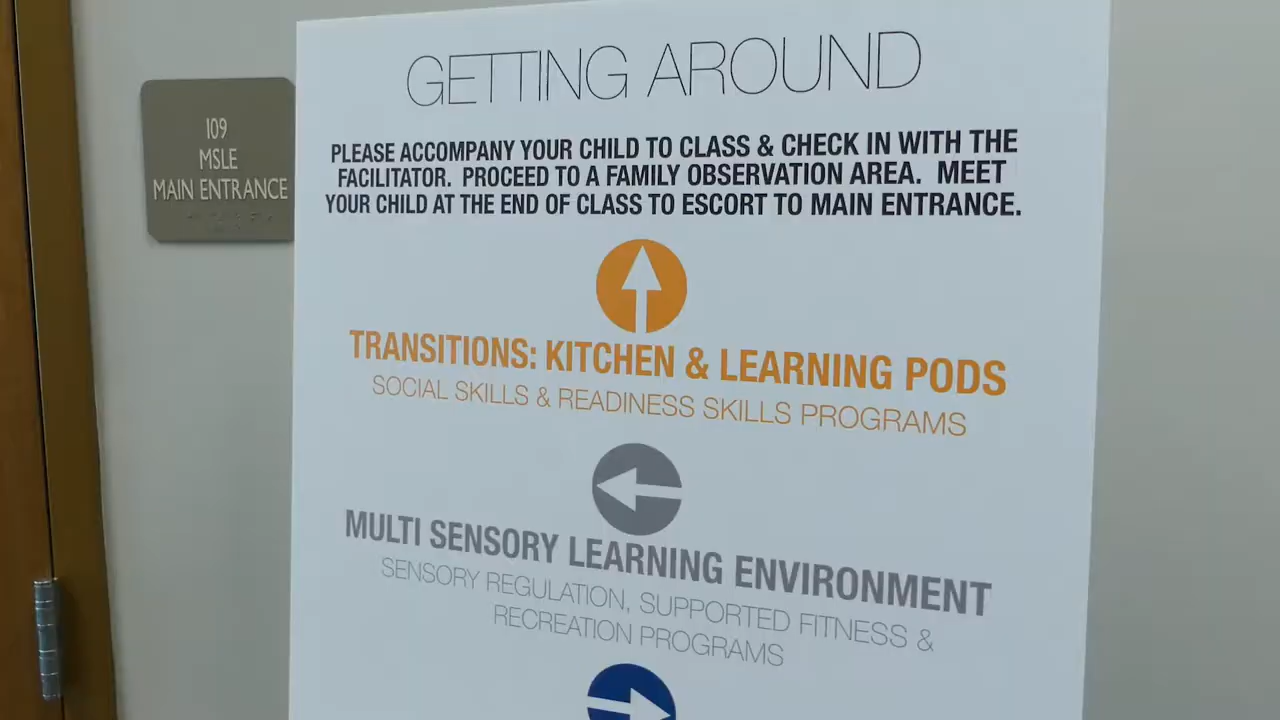 109
MSLE
MAIN ENTRANCE
GETTING AROUND
PLEASE ACCOMPANY YOUR CHILD TO CLASS & CHECK IN WITH THE
FACILITATOR. PROCEED TO A FAMILY OBSERVATION AREA. MEET
YOUR CHILD AT THE END OF CLASS TO ESCORT TO MAIN ENTRANCE.
TRANSITIONS: KITCHEN & LEARNING PODS
SOCIAL SKILLS & READINESS SKILLS PROGRAMS
MULTI SENSORY LEARNING ENVIRONMENT
SENSORY REGULATION, SUPPORTED FITNESS &
RECREATION PROGRAMS